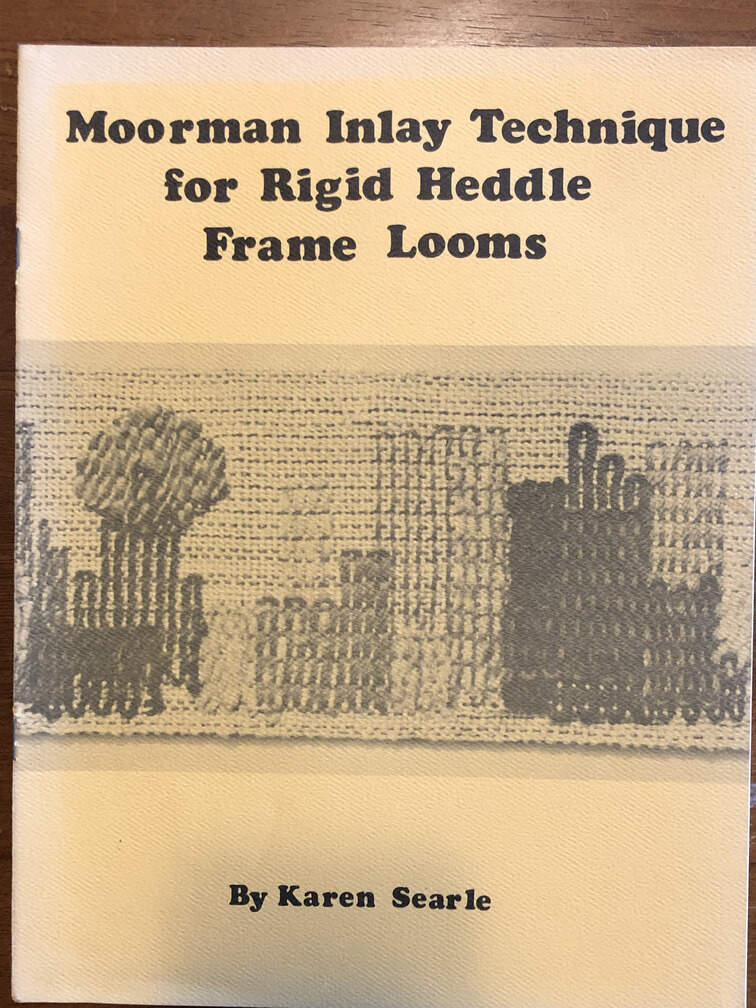 Moorman Inlay Technique
for Rigid Heddle
Frame Looms
By Karen Searle